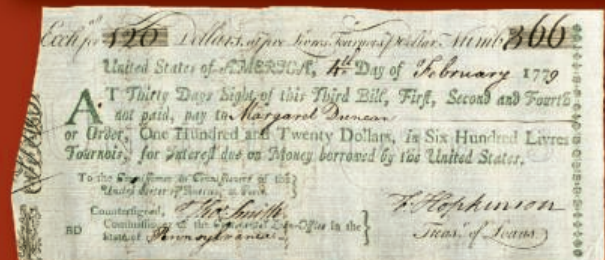 Exch.ᵉ for 120 Dollars, at five Livres Tournois ⅌ Dollar. Numb. 366
United States of AMERICA, 4th Day of February 1779
AT Thirty Days Sight of this Third Bill, First, Second and Fourth
not paid, pay to Margaret Duncan
or Order, One Hundred and Twenty Dollars, in Six Hundred Livres
Tournois, for Interest due on Money borrowed by the United States.
To the Commissioner or Commissioners of the
United States of America, at Paris.
Countersigned, Tho Smith
Commissioner of the Continental Loan-Office in the
State of Pennsylvania
F. Hopkinson
Treasr. of Loans